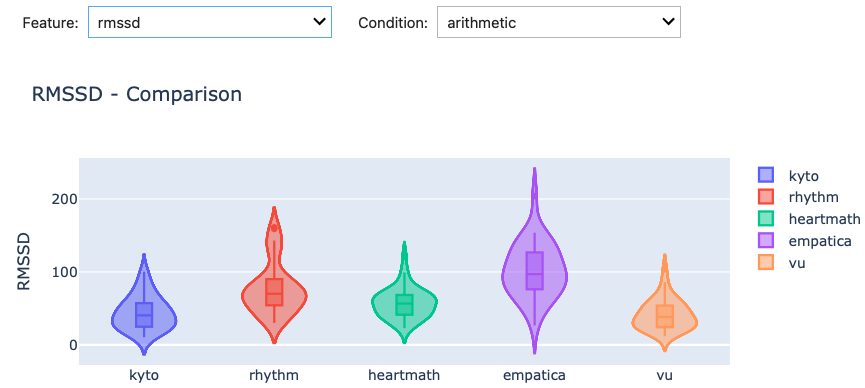 Feature: rmssd Condition: arithmetic
RMSSD - Comparison
RMSSD
200
100
0
kyto rhythm heartmath empatica vu
kyto
rhythm
heartmath
empatica
vu